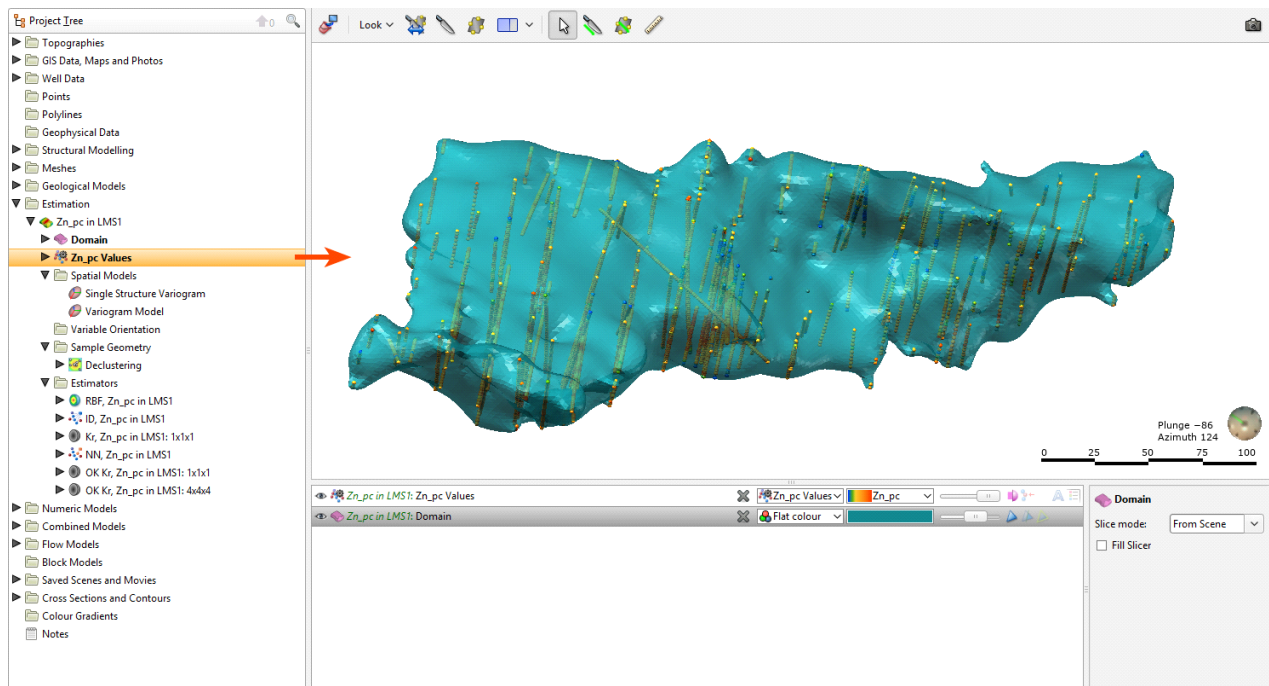 Project Tree
0
Look
Topographies
GIS Data, Maps and Photos
Well Data
Points
Polylines
Geophysical Data
Structural Modelling
Meshes
Geological Models
Estimation
Zn_pc in LMS1
Domain
Zn_pc Values
Spatial Models
Single Structure Variogram
Variogram Model
Variable Orientation
Sample Geometry
Declustering
Estimators
RBF, Zn_pc in LMS1
ID, Zn_pc in LMS1
Kr, Zn_pc in LMS1: 1x1x1
NN, Zn_pc in LMS1
OK Kr, Zn_pc in LMS1: 1x1x1
OK Kr, Zn_pc in LMS1: 4x4x4
Numeric Models
Combined Models
Flow Models
Block Models
Saved Scenes and Movies
Cross Sections and Contours
Colour Gradients
Notes
Plunge −86
Azimuth 124
0 25 50 75 100
Zn_pc in LMS1: Zn_pc Values Zn_pc Values Zn_pc A
Zn_pc in LMS1: Domain Flat colour
Domain
Slice mode: From Scene
Fill Slicer